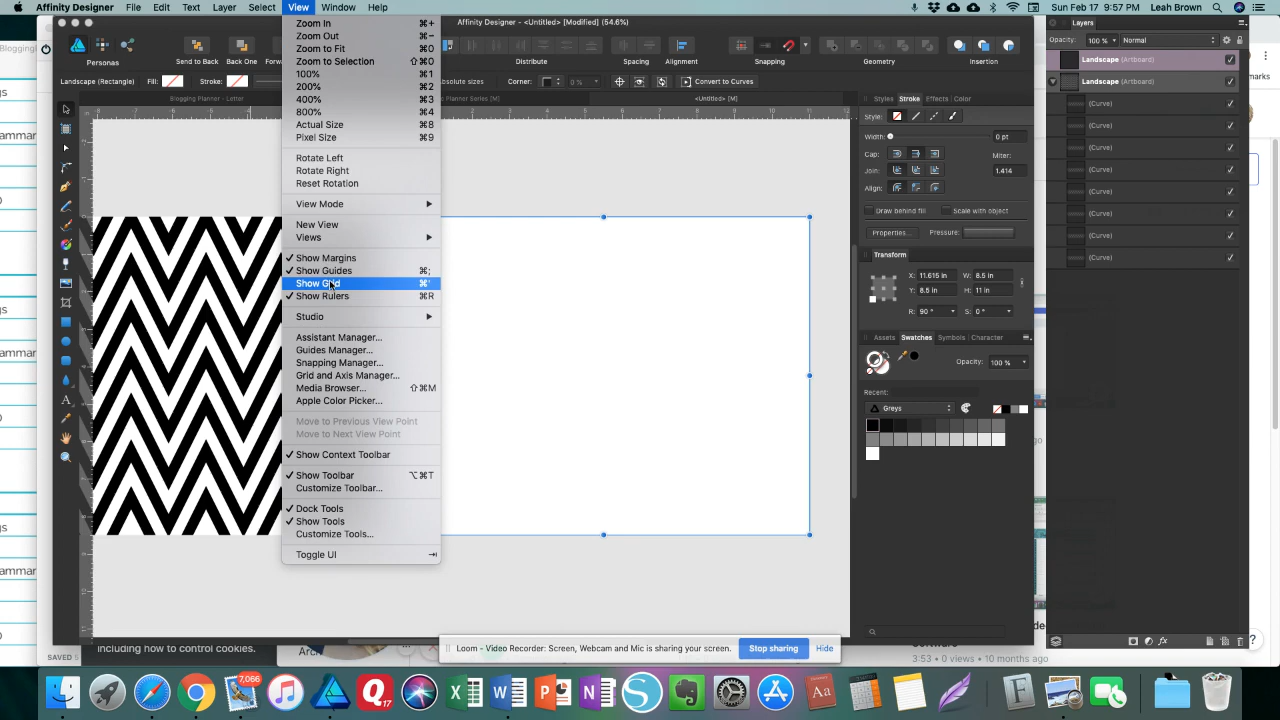 Affinity Designer File Edit Text Layer Select View Window Help
Sun Aug 9 9:57 PM Leah Brown
Affinity Designer - <Untitled> [Modified] (54.6%)
Personas Send to Back Back One
Distribute Spacing Alignment Snapping Geometry Insertion
Landscape (Rectangle) Fill: Stroke:
Corner: 0 % Convert to Curves
Blogging Planner - Letter
<Untitled> [M]
Zoom In ⌘+
Zoom Out ⌘-
Zoom to Fit ⌘0
Zoom to Selection ⇧⌘0
100% ⌘1
200% ⌘2
400% ⌘3
800% ⌘4
Actual Size ⌘8
Pixel Size ⌘9
Rotate Left
Rotate Right
Reset Rotation
View Mode
New View
Views
Show Margins
Show Guides ⌘;
Show Grid ⌘'
Show Rulers ⌘R
Studio
Assistant Manager...
Guides Manager...
Snapping Manager...
Grid and Axis Manager...
Media Browser... ⇧⌘M
Apple Color Picker...
Move to Previous View Point
Move to Next View Point
Show Context Toolbar
Show Toolbar ⌥⌘T
Customize Toolbar...
Dock Tools
Show Tools
Customize Tools...
Toggle UI
Styles Stroke Effects Color
Style:
Width: 0 pt
Cap: Miter:
Join: 1.414
Align:
Draw behind fill Scale with object
Properties... Pressure:
Transform
X: 11.615 in W: 8.5 in
Y: 8.5 in H: 11 in
R: 90 ° S: 0 °
Assets Swatches Symbols Character
Opacity: 100 %
Recent:
Greys
Layers
Opacity: 100 % Normal
Landscape (Artboard)
Landscape (Artboard)
(Curve)
(Curve)
(Curve)
(Curve)
(Curve)
(Curve)
(Curve)
(Curve)
including how to control cookies.
Loom - Video Recorder: Screen, Webcam and Mic is sharing your screen. Stop sharing Hide
3:53 • 0 views • 10 months ago
7,066